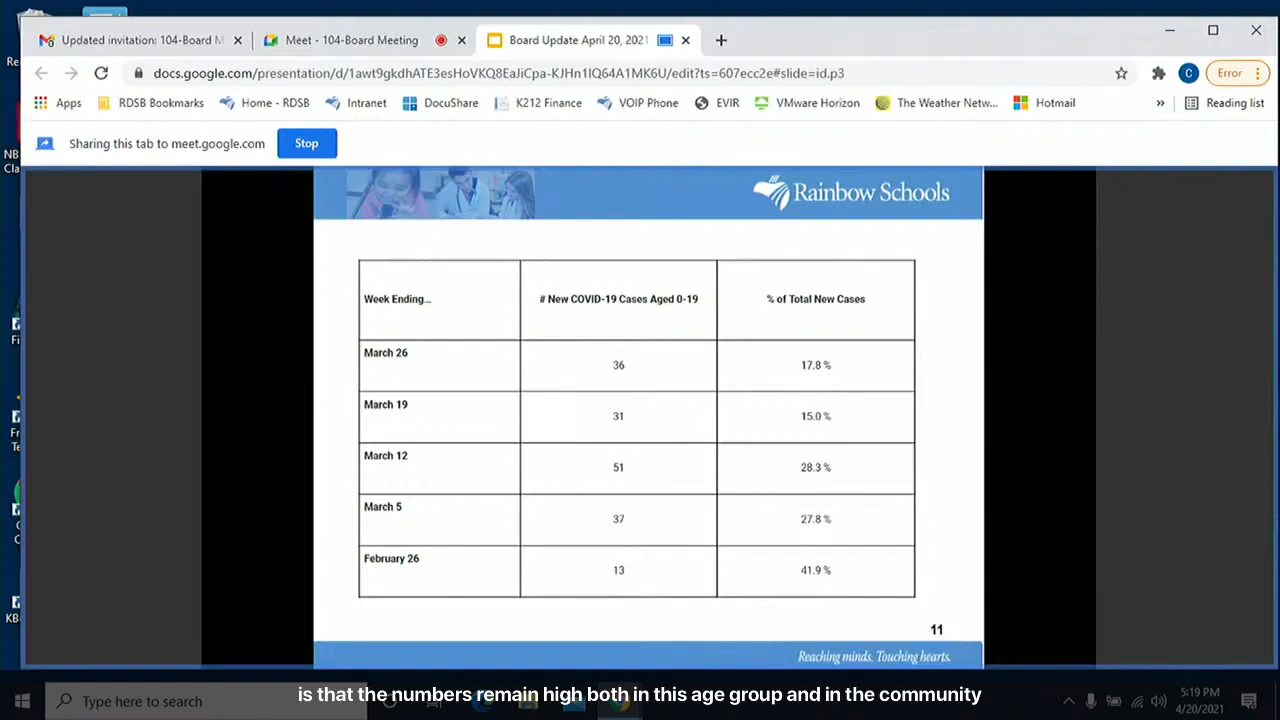 Updated invitation: 104-Board M
Meet - 104-Board Meeting
Board Update April 20, 2021
docs.google.com/presentation/d/1awt9gkdhATE3esHoVKQ8EaJiCpa-KJHn1IQ64A1MK6U/edit?ts=607ecc2e#slide=id.p3
C
Error
Apps
RDSB Bookmarks
Home - RDSB
Intranet
DocuShare
K212 Finance
VOIP Phone
EVIR
VMware Horizon
The Weather Netw...
Hotmail
»
Reading list
Sharing this tab to meet.google.com
Stop
Rainbow Schools
Week Ending... # New COVID-19 Cases Aged 0-19 % of Total New Cases
March 26 36 17.8 %
March 19 31 15.0 %
March 12 51 28.3 %
March 5 37 27.8 %
February 26 13 41.9 %
11
Reaching minds. Touching hearts.
is that the numbers remain high both in this age group and in the community
Type here to search
5:19 PM
4/20/2021